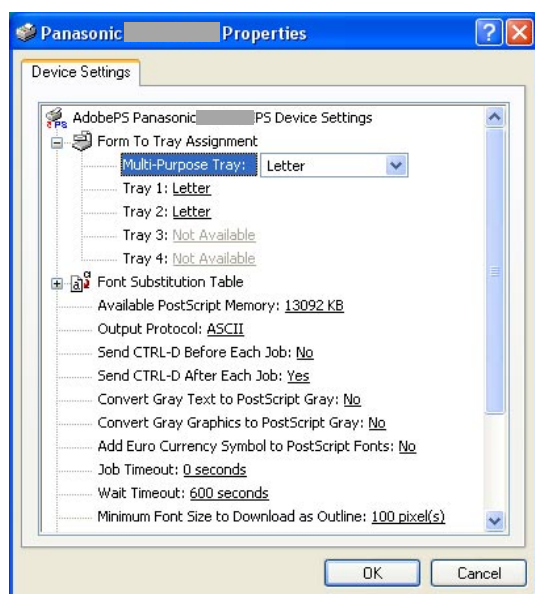 Panasonic Properties
Device Settings
AdobePS Panasonic PS Device Settings
Form To Tray Assignment
Multi-Purpose Tray: Letter
Tray 1: Letter
Tray 2: Letter
Tray 3: Not Available
Tray 4: Not Available
Font Substitution Table
Available PostScript Memory: 13092 KB
Output Protocol: ASCII
Send CTRL-D Before Each Job: No
Send CTRL-D After Each Job: Yes
Convert Gray Text to PostScript Gray: No
Convert Gray Graphics to PostScript Gray: No
Add Euro Currency Symbol to PostScript Fonts: No
Job Timeout: 0 seconds
Wait Timeout: 600 seconds
Minimum Font Size to Download as Outline: 100 pixel(s)
OK Cancel